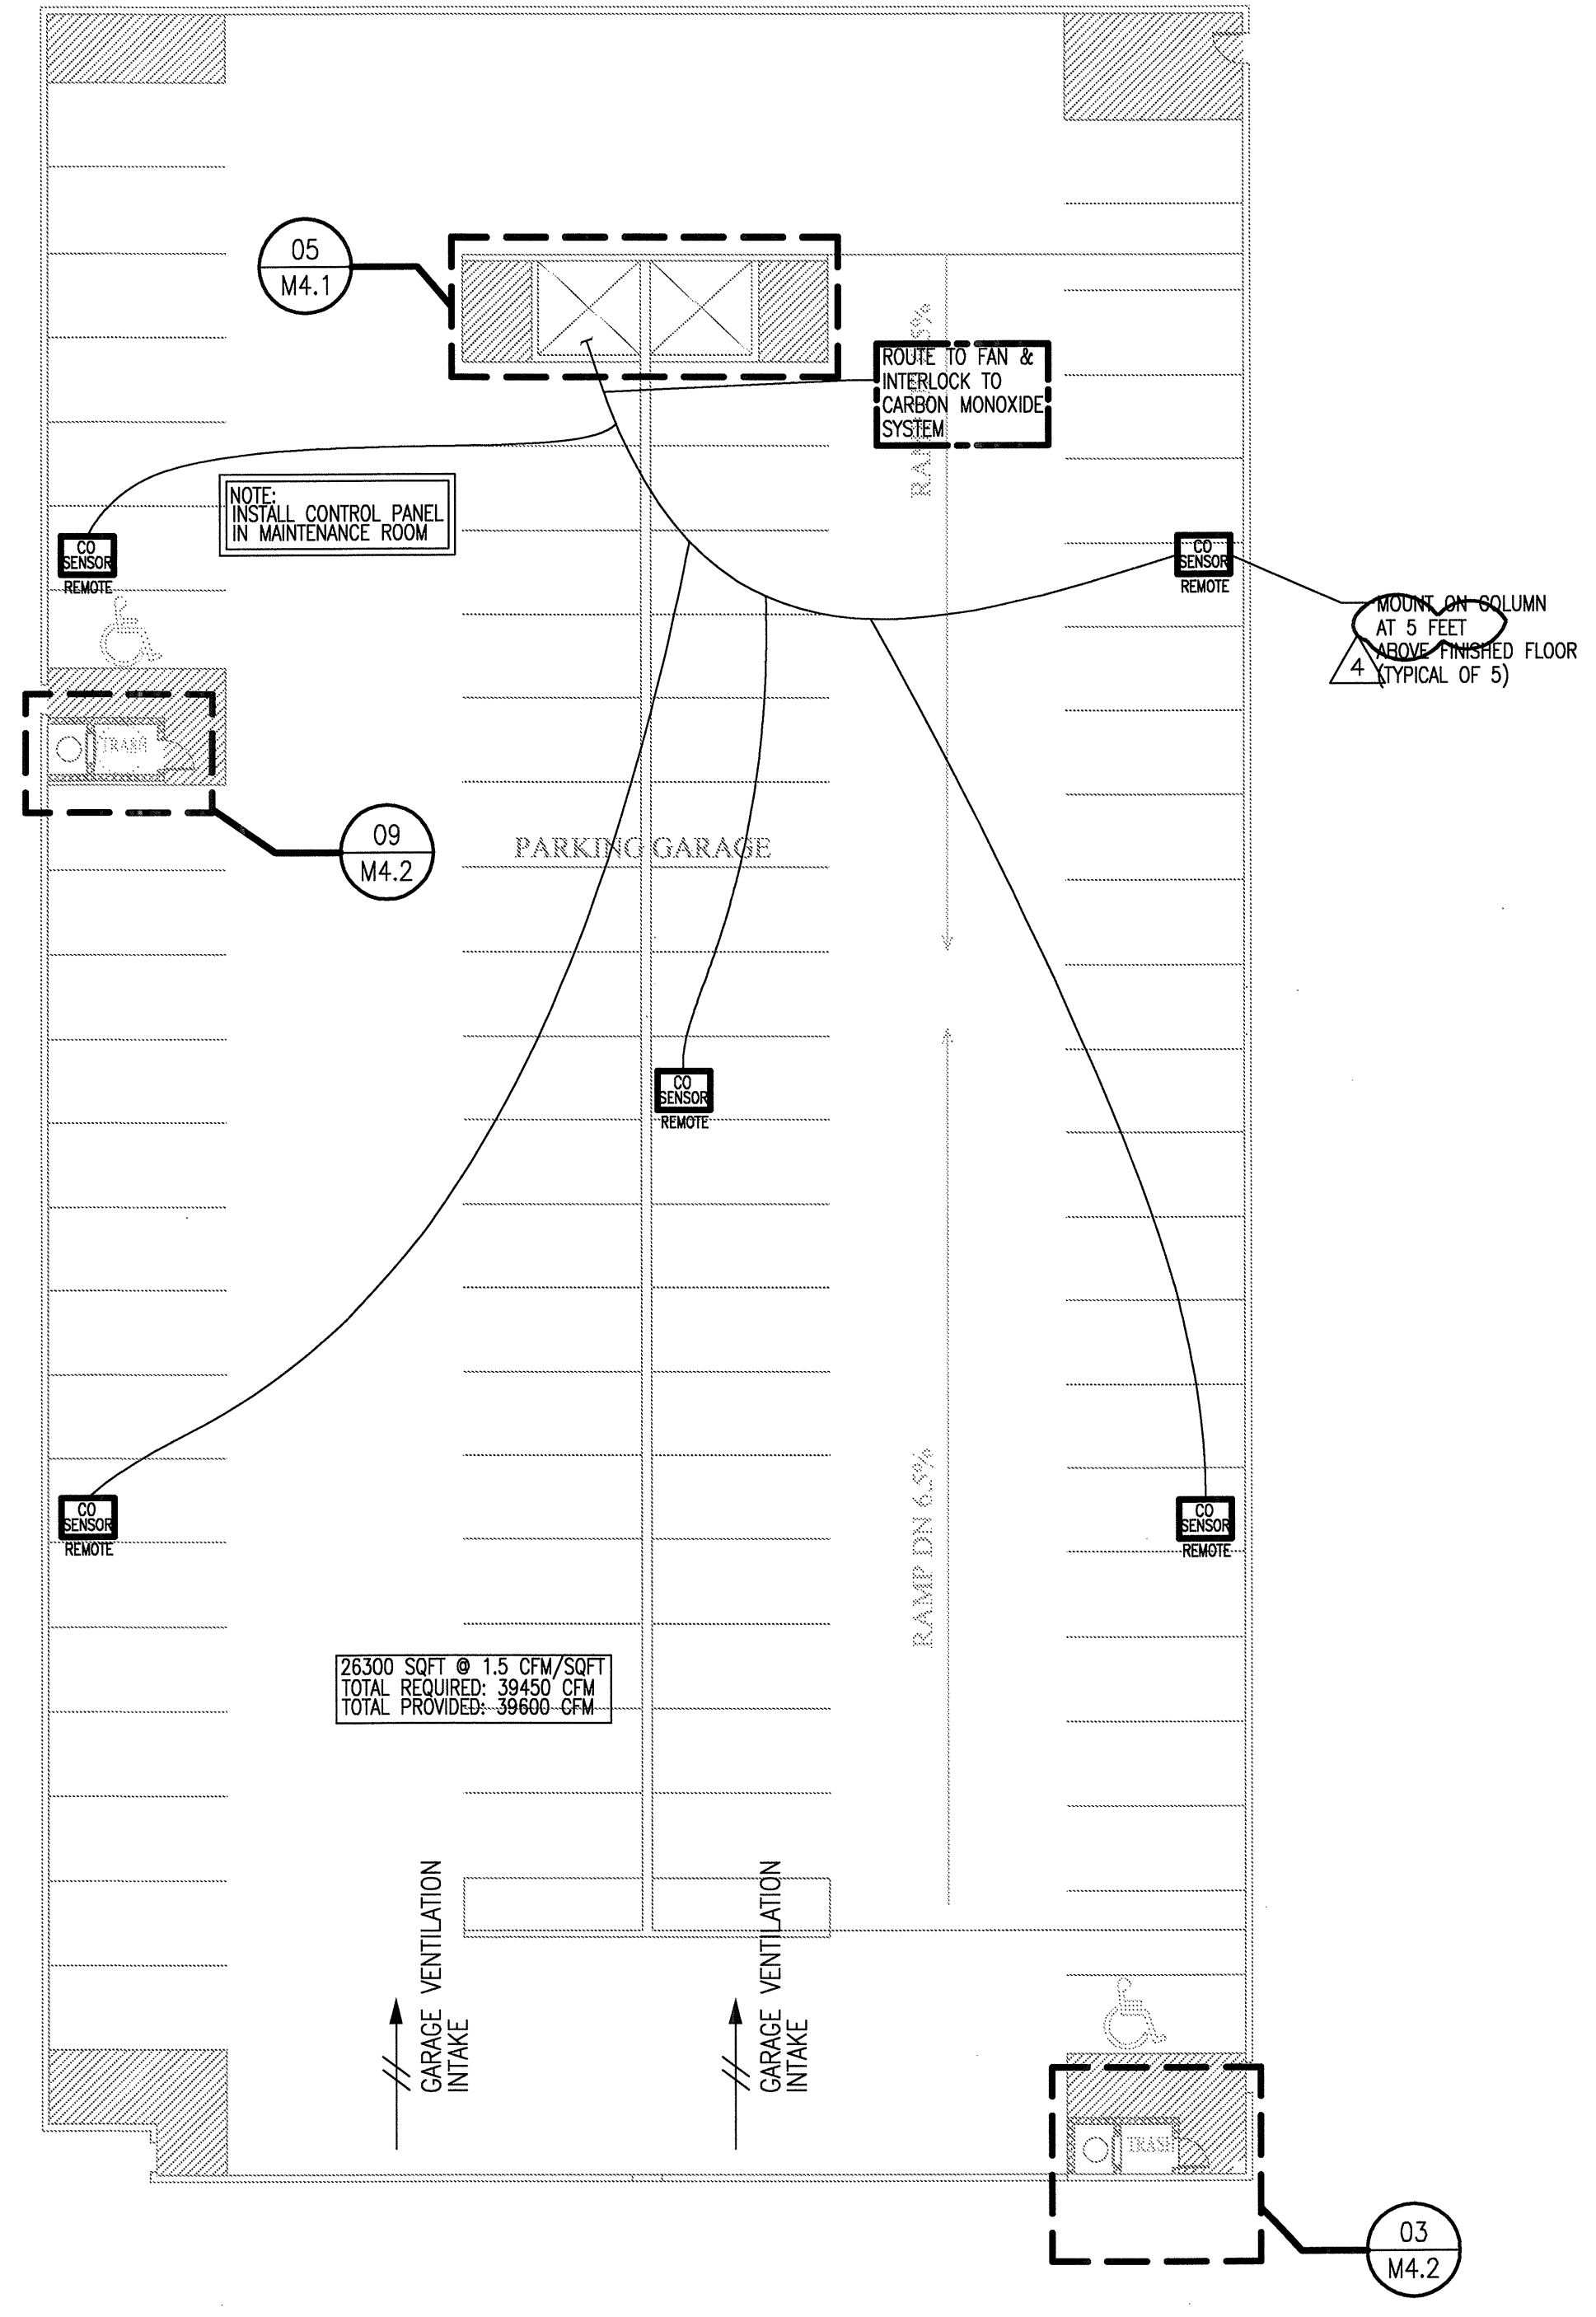 05
M4.1
ROUTE TO FAN &
INTERLOCK TO
CARBON MONOXIDE
SYSTEM
NOTE:
INSTALL CONTROL PANEL
IN MAINTENANCE ROOM
CO
SENSOR
REMOTE
CO
SENSOR
REMOTE
MOUNT ON COLUMN
AT 5 FEET
ABOVE FINISHED FLOOR
(TYPICAL OF 5)
4
TRASH
09
M4.2
PARKING GARAGE
CO
SENSOR
REMOTE
CO
SENSOR
REMOTE
CO
SENSOR
REMOTE
RAMP DN 6.5%
26300 SQFT @ 1.5 CFM/SQFT
TOTAL REQUIRED: 39450 CFM
TOTAL PROVIDED: 39600 CFM
GARAGE VENTILATION
INTAKE
GARAGE VENTILATION
INTAKE
TRASH
03
M4.2